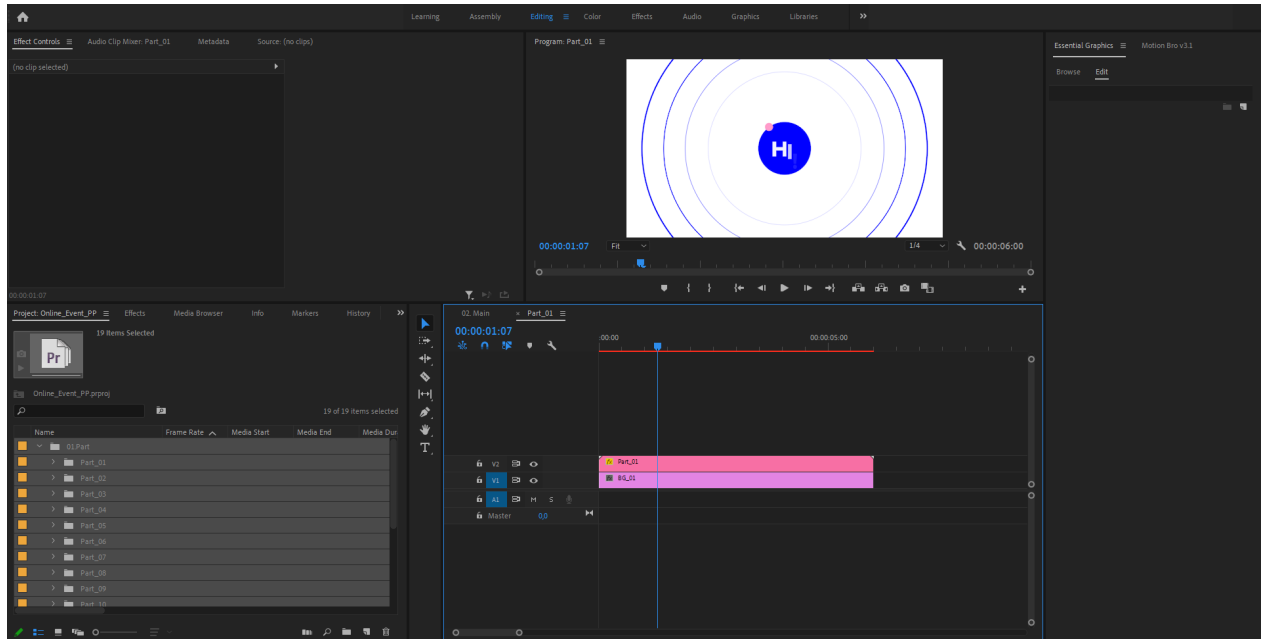 Learning Assembly Editing Color Effects Audio Graphics Libraries
Effect Controls Audio Clip Mixer: Part_01 Metadata Source: (no clips)
(no clip selected)
00:00:01:07
Program: Part_01
HI
00:00:01:07 Fit 1/4 00:00:06:00
Essential Graphics Motion Bro v3.1
Browse Edit
Project: Online_Event_PP Effects Media Browser Info Markers History
19 Items Selected
Pr
Online_Event_PP.prproj
19 of 19 items selected
Name Frame Rate Media Start Media End Media Dur
01.Part
Part_01
Part_02
Part_03
Part_04
Part_05
Part_06
Part_07
Part_08
Part_09
Part_10
02. Main × Part_01
00:00:01:07
:00:00 00:00:05:00
V2 fx Part_01
V1 fx BG_01
A1 M S
Master 0,0
T